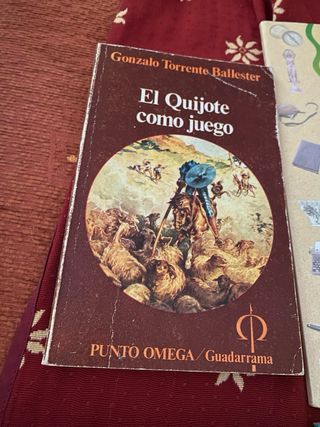 Gonzalo Torrente Ballester
El Quijote
como juego
PUNTO OMEGA / Guadarrama